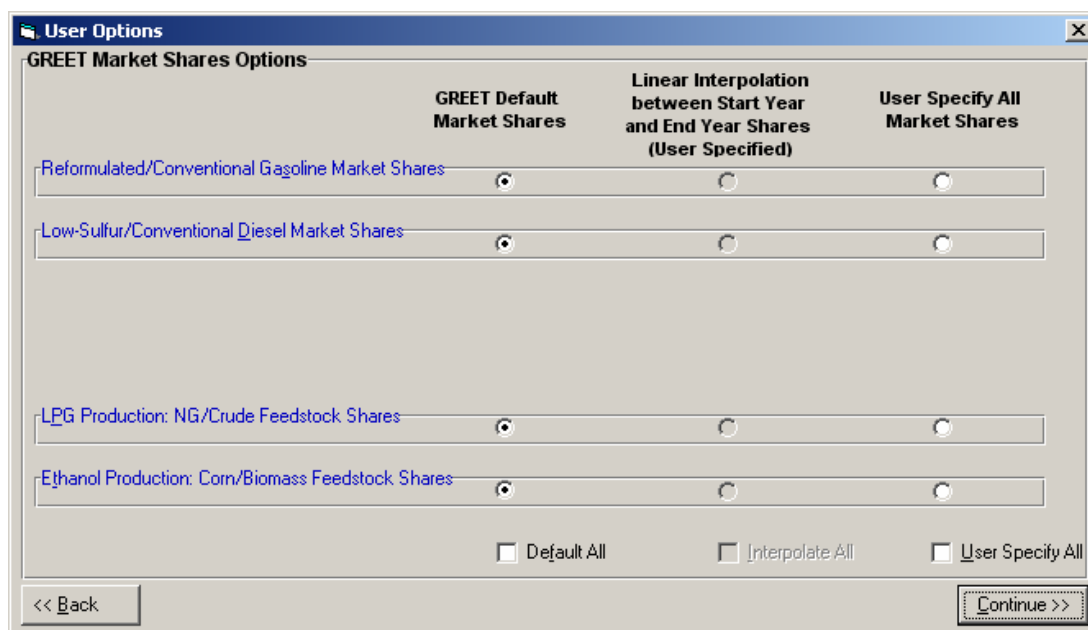 User Options
GREET Market Shares Options
GREET Default
Market Shares
Linear Interpolation
between Start Year
and End Year Shares
(User Specified)
User Specify All
Market Shares
Reformulated/Conventional Gasoline Market Shares
Low-Sulfur/Conventional Diesel Market Shares
LPG Production: NG/Crude Feedstock Shares
Ethanol Production: Corn/Biomass Feedstock Shares
Default All
Interpolate All
User Specify All
<< Back
Continue >>